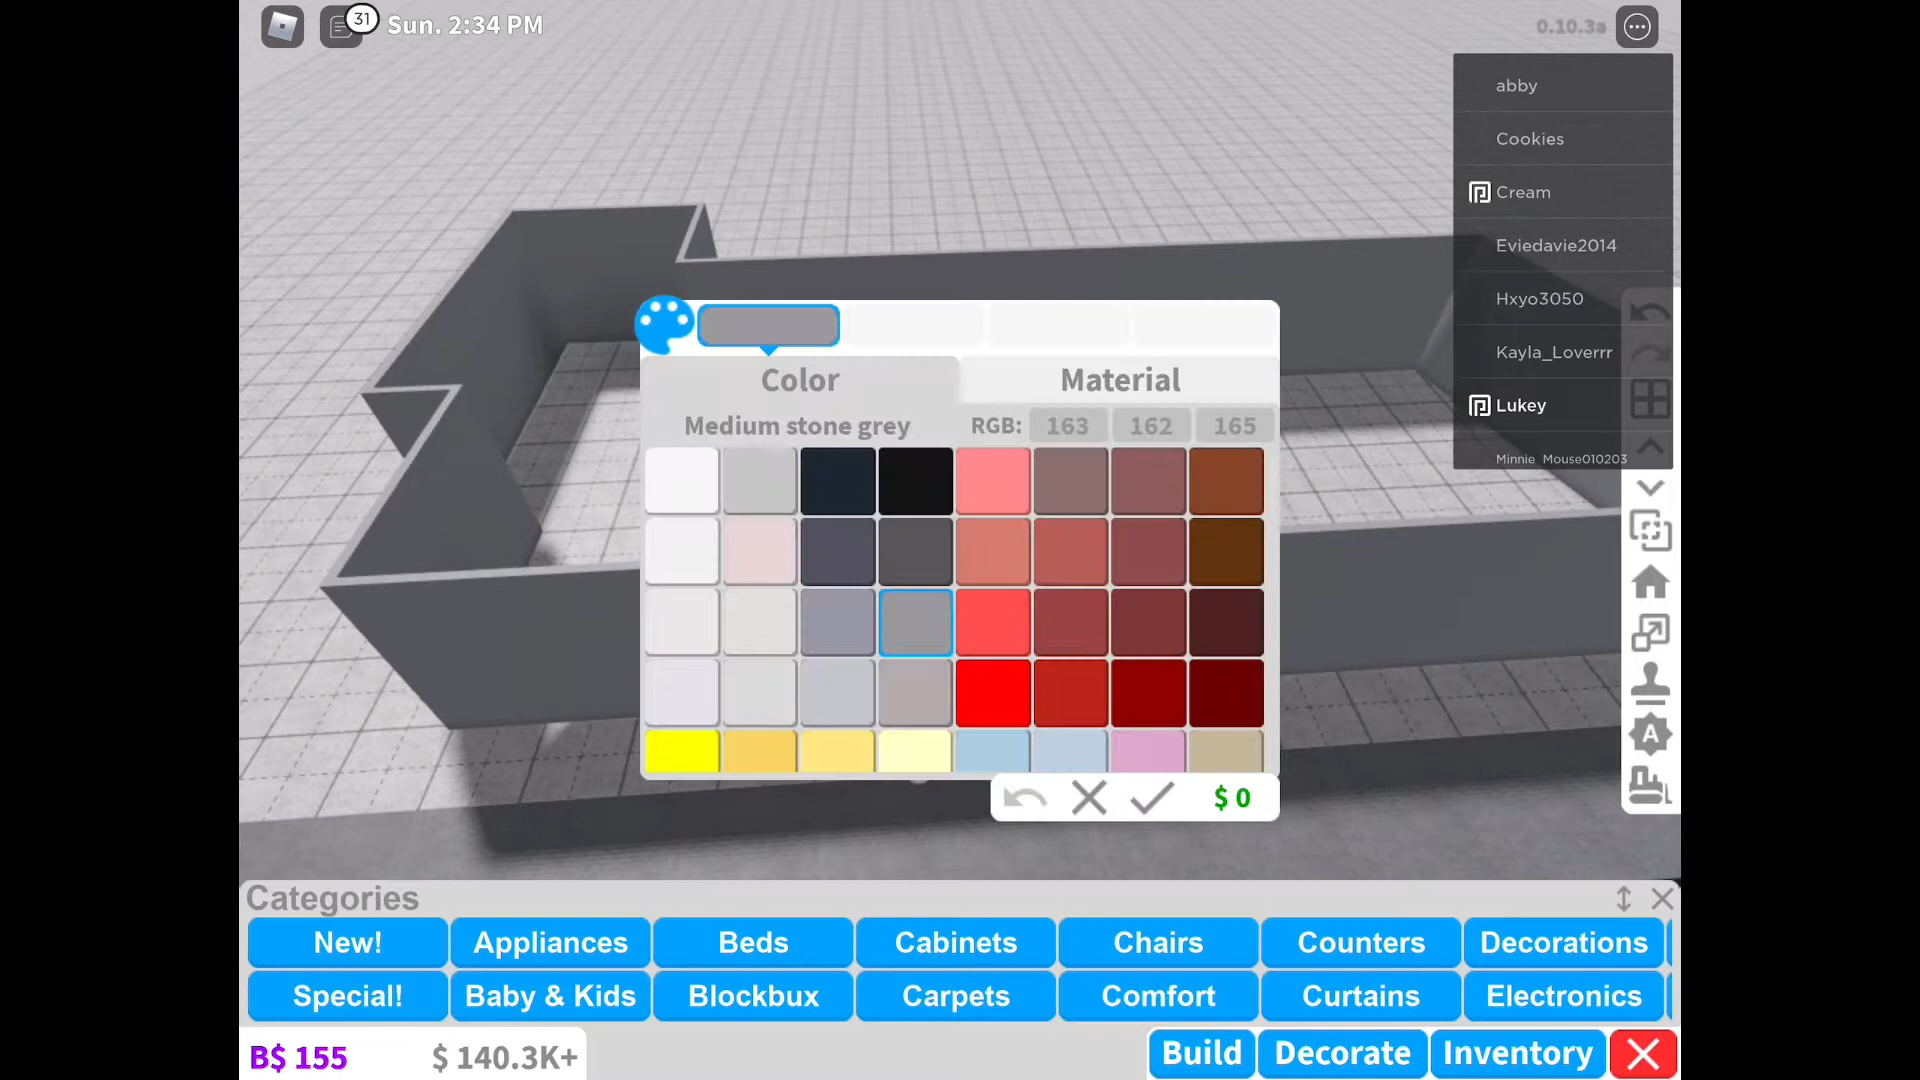 31
Sun. 2:34 PM
0.10.3a
abby
Cookies
Cream
Eviedavie2014
Hxyo3050
Kayla_Loverrr
Lukey
Minnie_Mouse010203
Color
Material
Medium stone grey
RGB: 163 162 165
A
$ 0
Categories
New! Appliances Beds Cabinets Chairs Counters Decorations
Special! Baby & Kids Blockbux Carpets Comfort Curtains Electronics
B$ 155 $ 140.3K+
Build Decorate Inventory